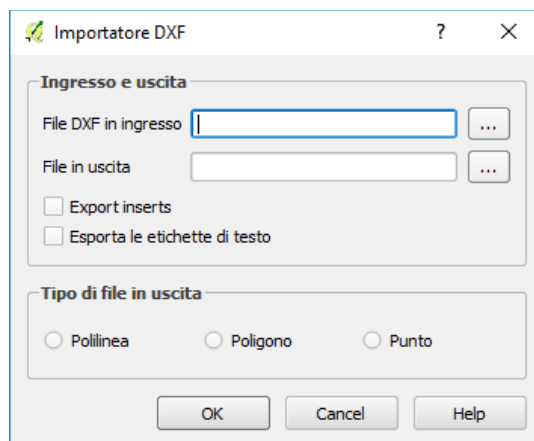 Importatore DXF
Ingresso e uscita
File DXF in ingresso ...
File in uscita ...
Export inserts
Esporta le etichette di testo
Tipo di file in uscita
Polilinea Poligono Punto
OK Cancel Help